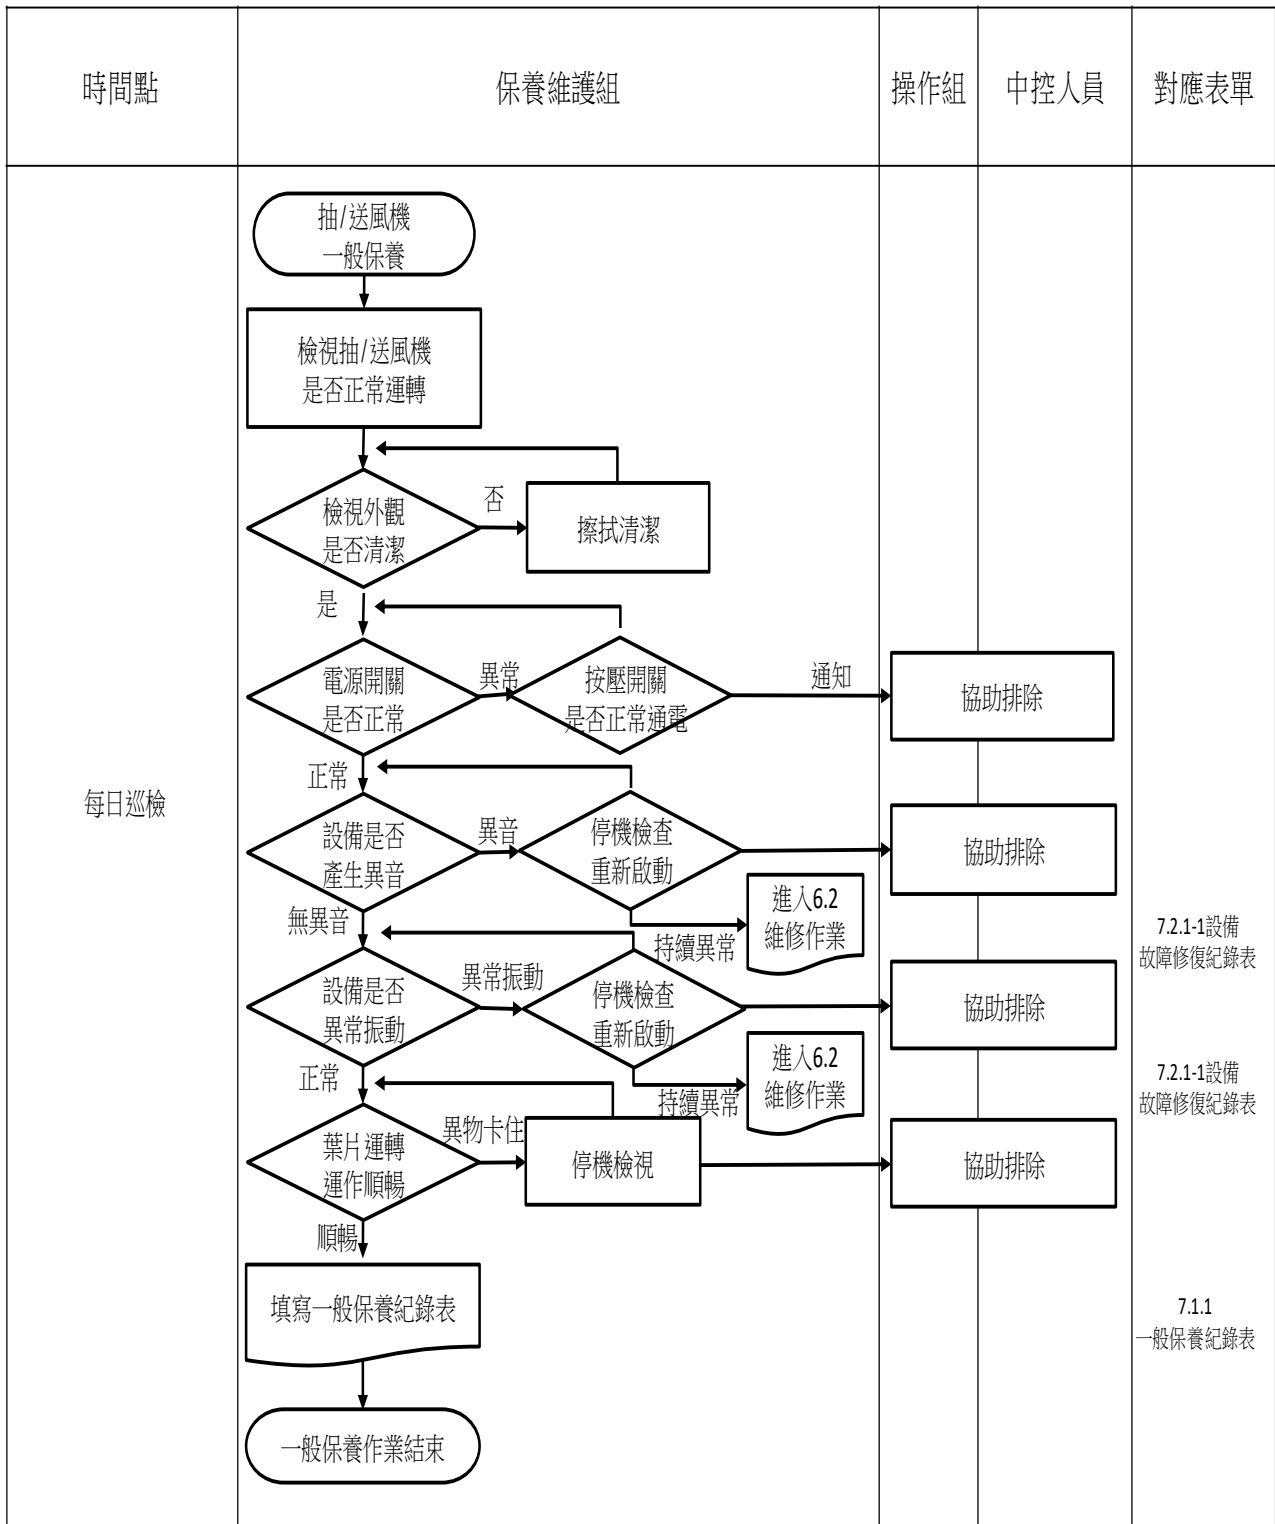 時間點
保養維護組
操作組
中控人員
對應表單
抽/送風機
一般保養
檢視抽/送風機
是否正常運轉
檢視外觀
是否清潔
否
擦拭清潔
是
電源開關
是否正常
異常
按壓開關
是否正常通電
通知
協助排除
正常
每日巡檢
設備是否
產生異音
異音
停機檢查
重新啟動
協助排除
無異音
持續異常
進入6.2
維修作業
7.2.1-1設備
故障修復紀錄表
設備是否
異常振動
異常振動
停機檢查
重新啟動
協助排除
正常
持續異常
進入6.2
維修作業
7.2.1-1設備
故障修復紀錄表
葉片運轉
運作順暢
異物卡住
停機檢視
協助排除
順暢
填寫一般保養紀錄表
7.1.1
一般保養紀錄表
一般保養作業結束